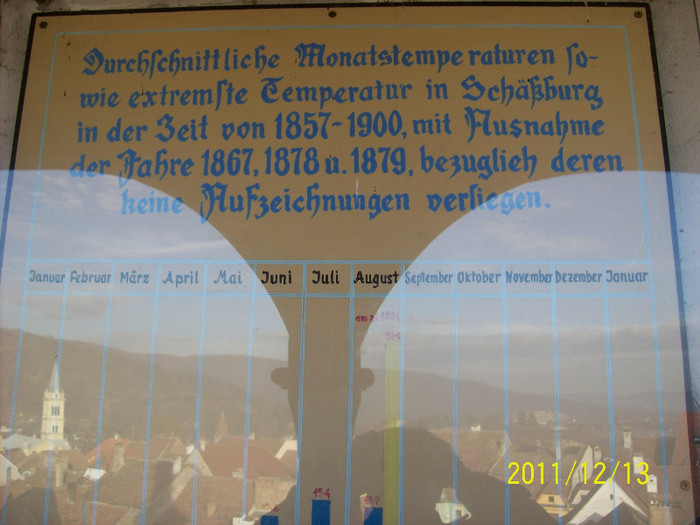 Durchschnittliche Monatstemperaturen so-
wie extremste Temperatur in Schäßburg
in der Zeit von 1857-1900, mit Ausnahme
der Jahre 1867, 1878 u. 1879, bezuglich deren
keine Aufzeichnungen verliegen.
Januar Februar März April Mai Juni Juli August September Oktober November Dezember Januar
2011/12/13